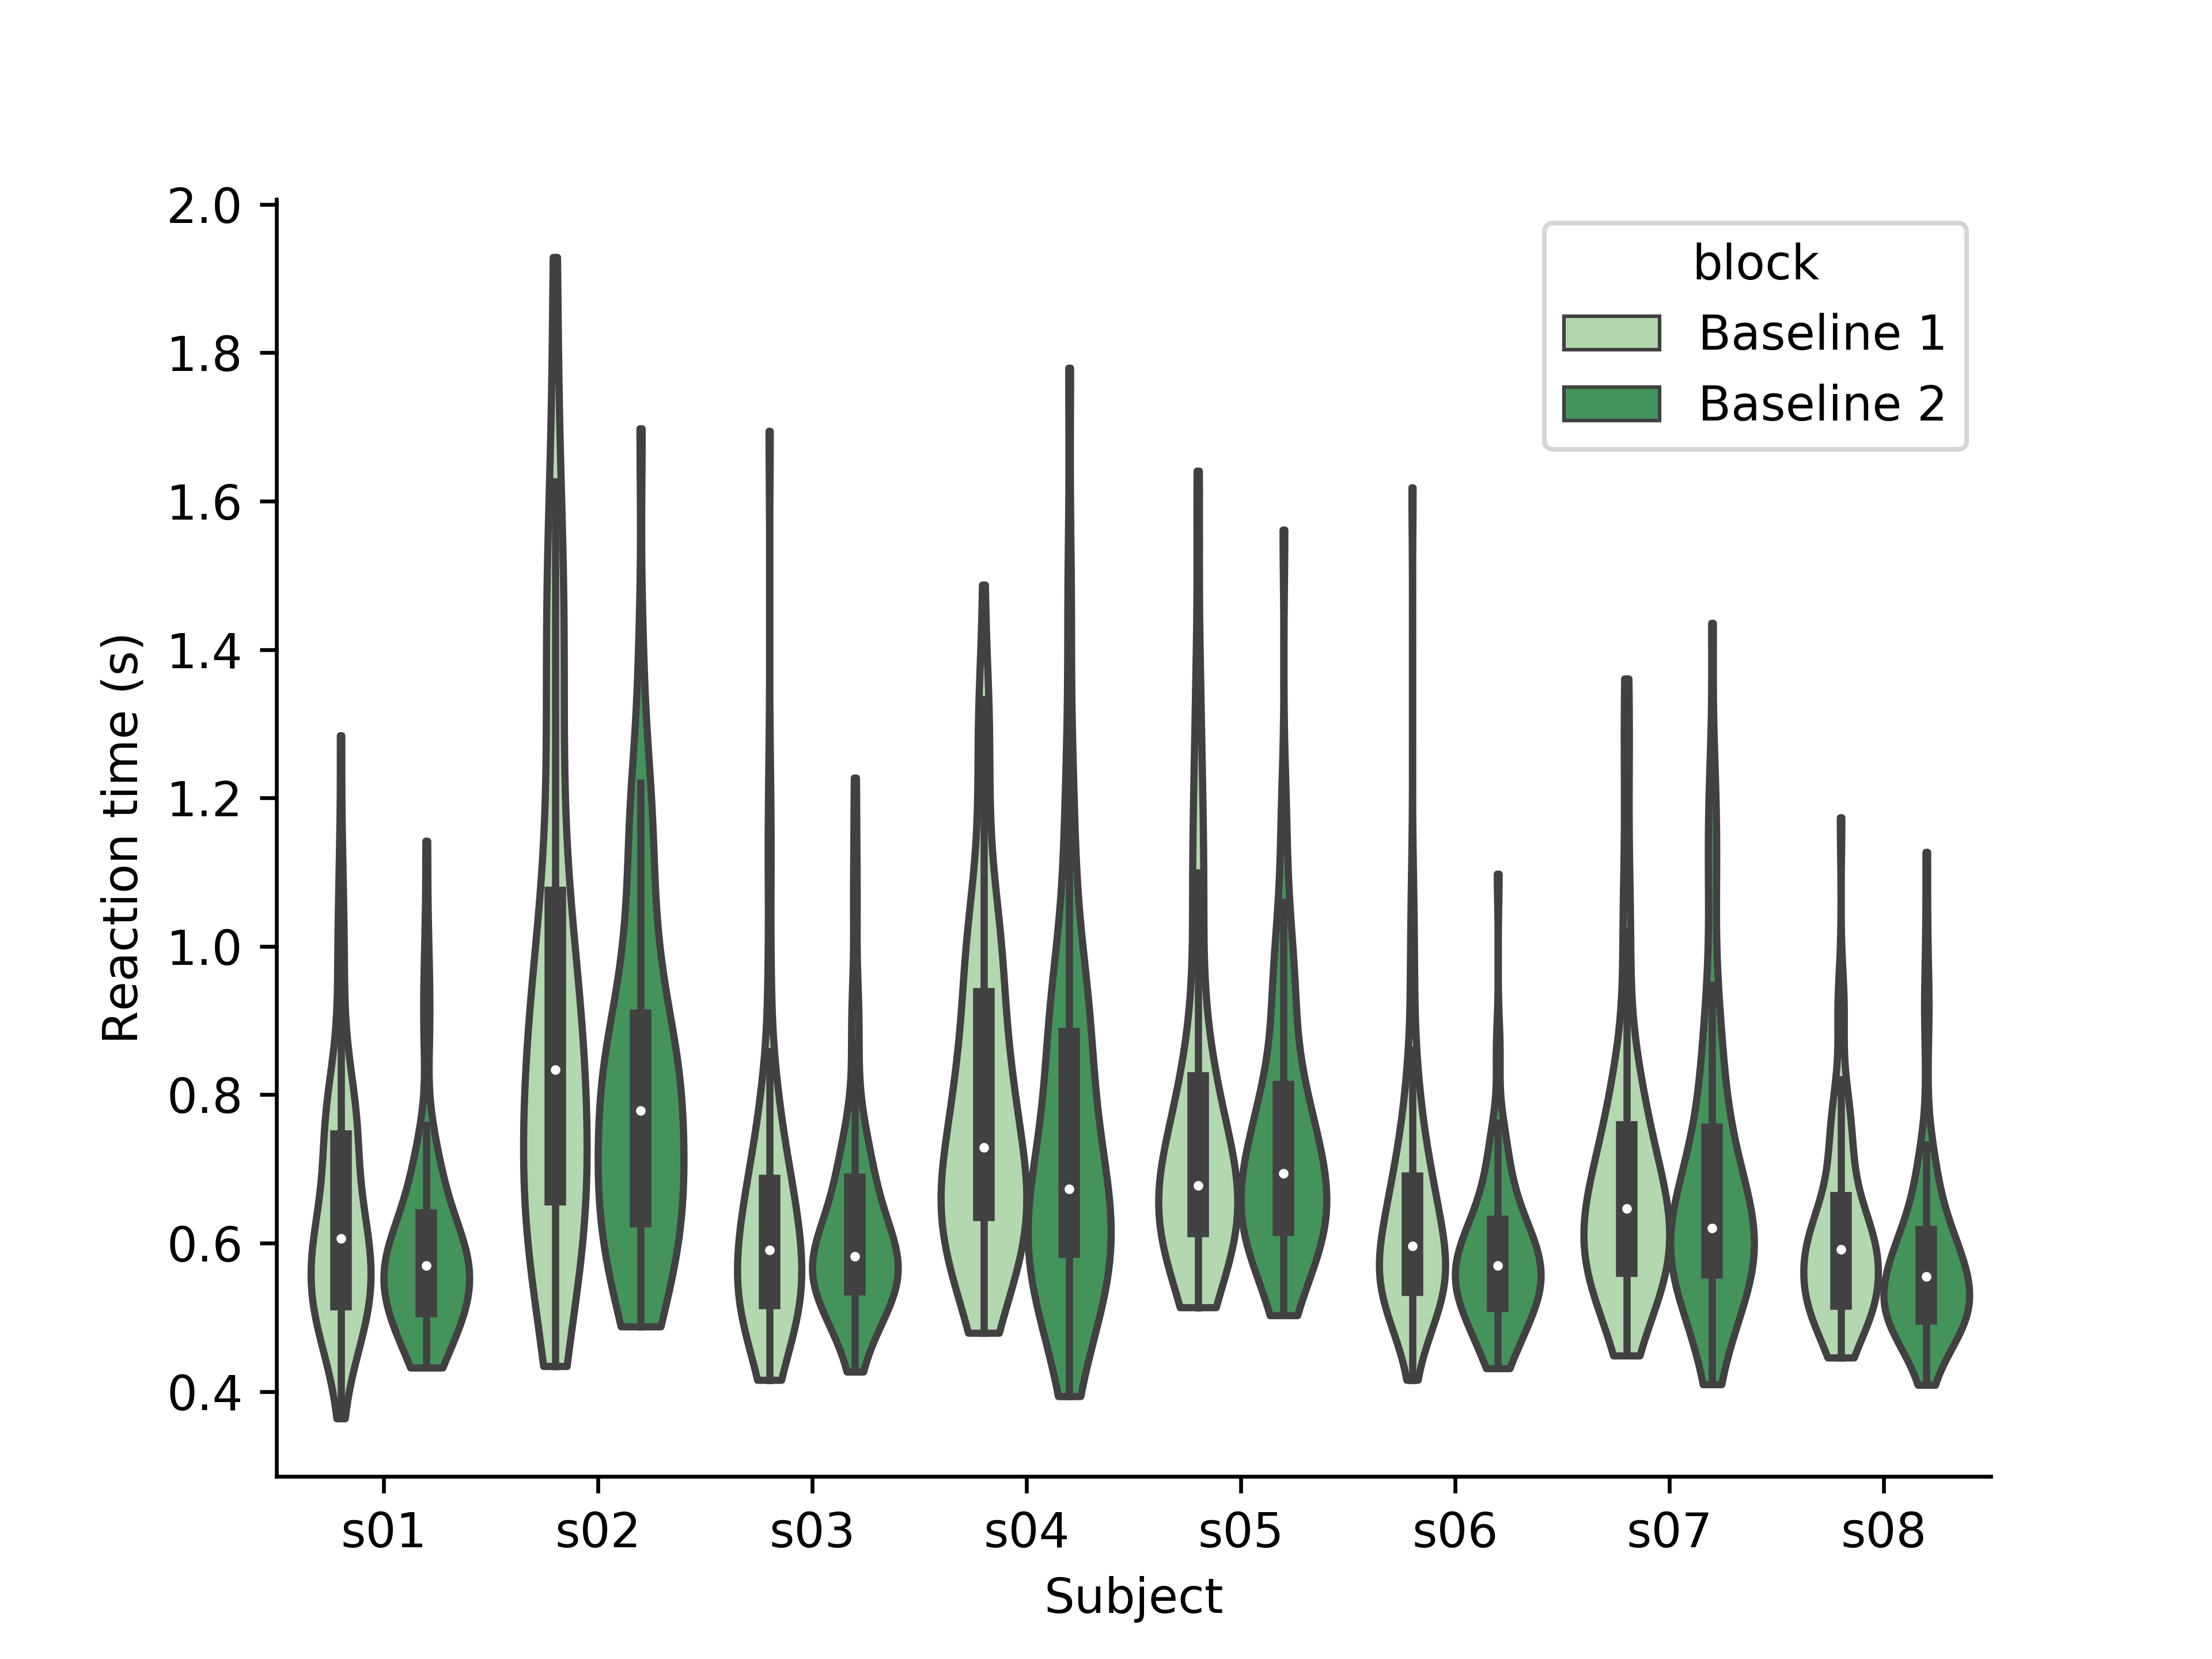 2.0
1.8
1.6
1.4
1.2
1.0
0.8
0.6
0.4
Reaction time (s)
block
Baseline 1
Baseline 2
s01 s02 s03 s04 s05 s06 s07 s08
Subject